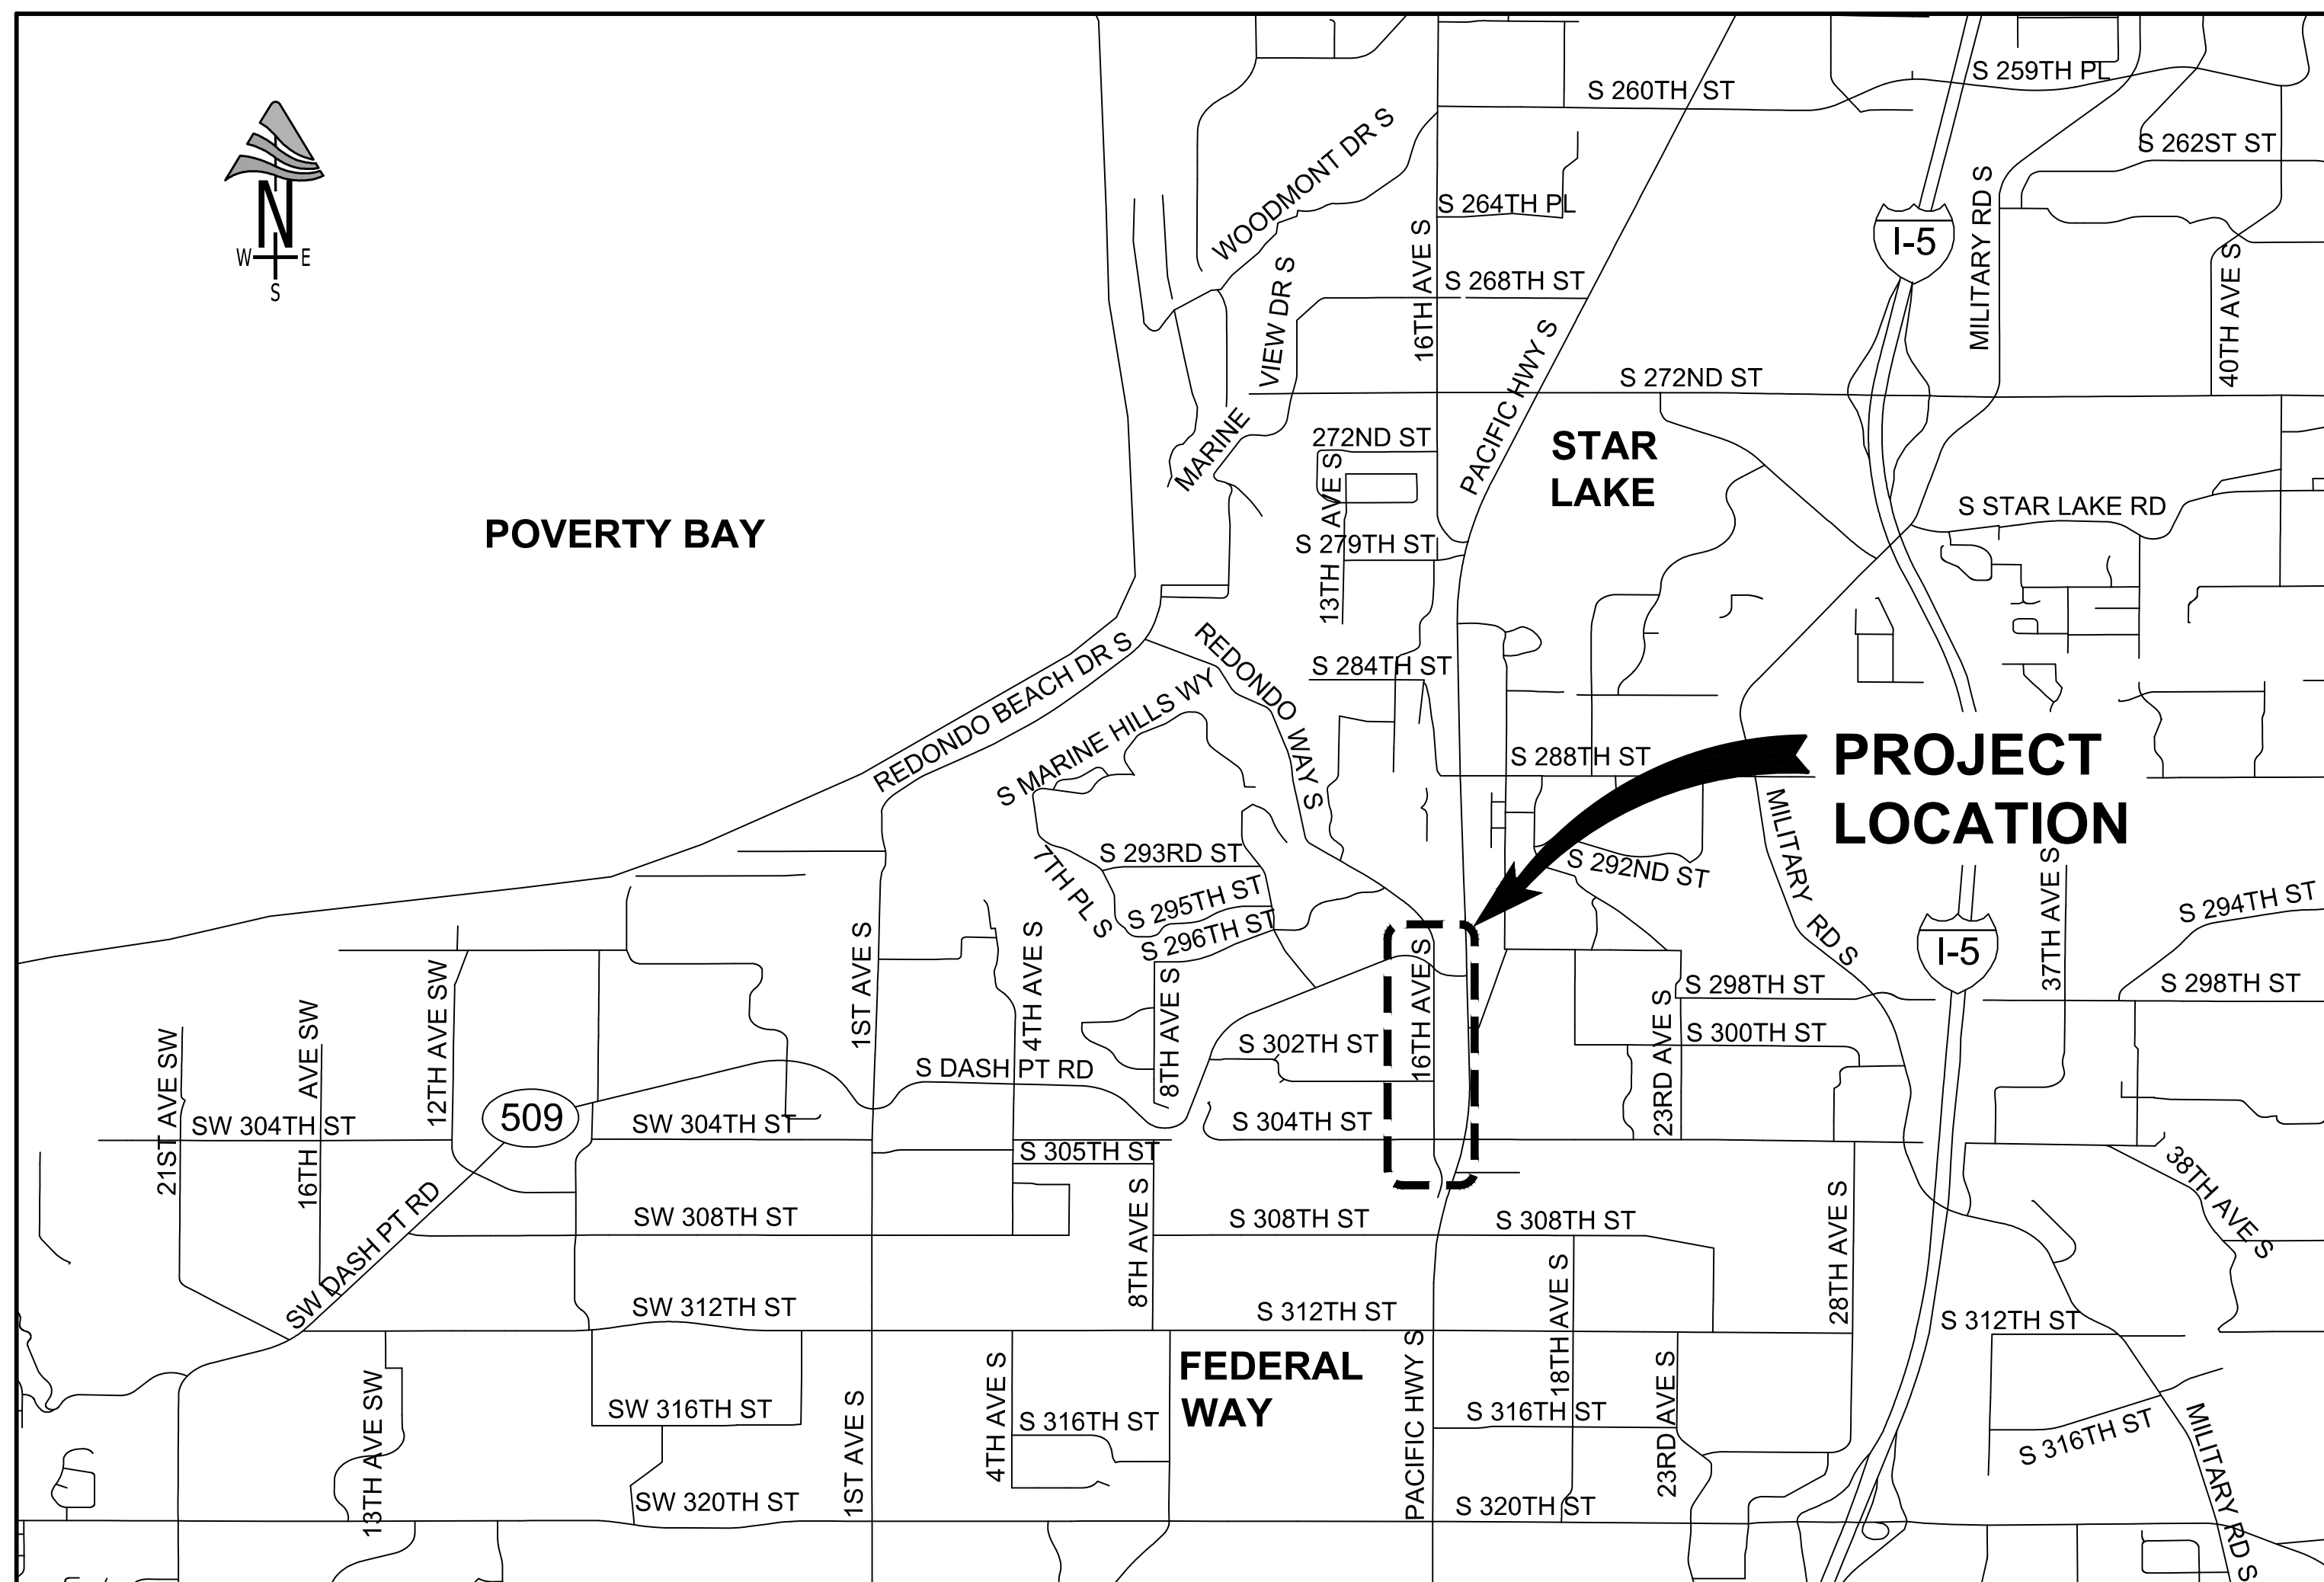 S 259TH PL
S 260TH ST
S 262ST ST
WOODMONT DR S
S 264TH PL
MILITARY RD S
N
W
E
S
I-5
16TH AVE S
S 268TH ST
VIEW DR S
40TH AVE S
PACIFIC HWY S
S 272ND ST
MARINE
272ND ST
STAR
LAKE
13TH AVE S
S STAR LAKE RD
POVERTY BAY
S 279TH ST
REDONDO BEACH DR S
REDONDO WAY S
S 284TH ST
S MARINE HILLS WY
S 288TH ST
PROJECT
LOCATION
MILITARY RD S
S 293RD ST
7TH PL S
S 292ND ST
37TH AVE S
S 295TH ST
S 294TH ST
S 296TH ST
I-5
1ST AVE S
4TH AVE S
8TH AVE S
16TH AVE S
S 298TH ST
S 298TH ST
12TH AVE SW
16TH AVE SW
21ST AVE SW
S 300TH ST
23RD AVE S
S 302TH ST
S DASH PT RD
509
SW 304TH ST
SW 304TH ST
S 304TH ST
S 305TH ST
38TH AVE S
SW DASH PT RD
SW 308TH ST
8TH AVE S
S 308TH ST
S 308TH ST
28TH AVE S
18TH AVE S
SW 312TH ST
S 312TH ST
S 312TH ST
FEDERAL
WAY
PACIFIC HWY S
13TH AVE SW
SW 316TH ST
1ST AVE S
4TH AVE S
S 316TH ST
S 316TH ST
23RD AVE S
S 316TH ST
MILITARY RD S
SW 320TH ST
S 320TH ST